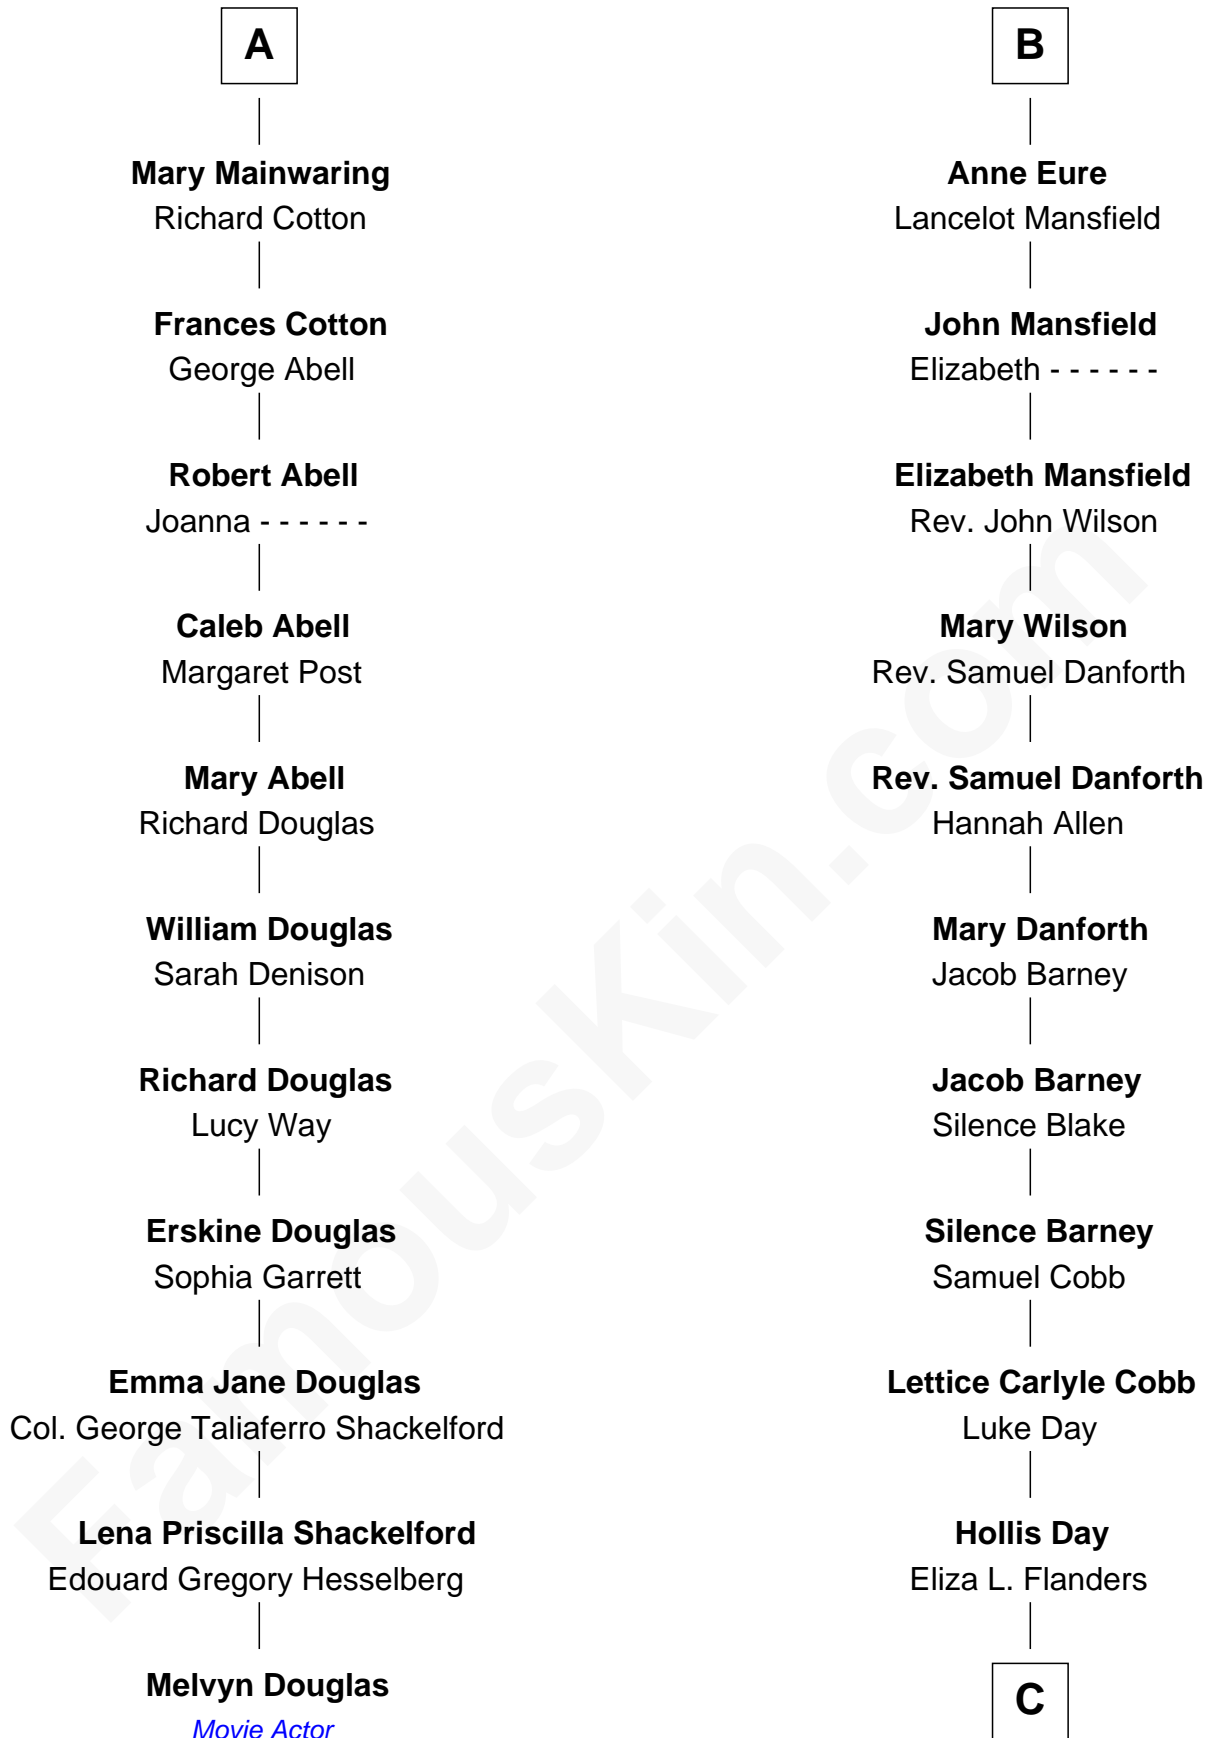 A
Mary Mainwaring
Richard Cotton
Frances Cotton
George Abell
Robert Abell
Joanna - - - - - -
Caleb Abell
Margaret Post
Mary Abell
Richard Douglas
William Douglas
Sarah Denison
Richard Douglas
Lucy Way
Erskine Douglas
Sophia Garrett
Emma Jane Douglas
Col. George Taliaferro Shackelford
Lena Priscilla Shackelford
Edouard Gregory Hesselberg
Melvyn Douglas
Movie Actor
B
Anne Eure
Lancelot Mansfield
John Mansfield
Elizabeth - - - - - -
Elizabeth Mansfield
Rev. John Wilson
Mary Wilson
Rev. Samuel Danforth
Rev. Samuel Danforth
Hannah Allen
Mary Danforth
Jacob Barney
Jacob Barney
Silence Blake
Silence Barney
Samuel Cobb
Lettice Carlyle Cobb
Luke Day
Hollis Day
Eliza L. Flanders
C
FamousKin.com